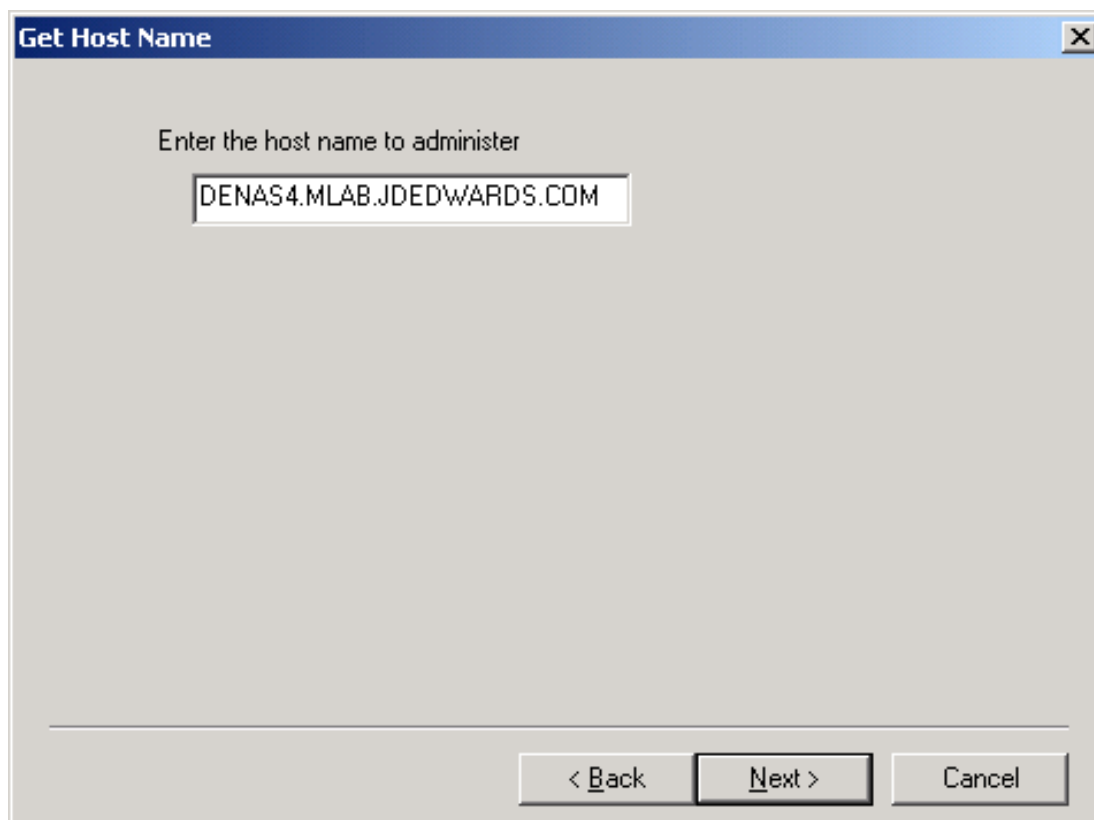 Get Host Name
Enter the host name to administer
DENAS4.MLAB.JDEDWARDS.COM
< Back Next > Cancel